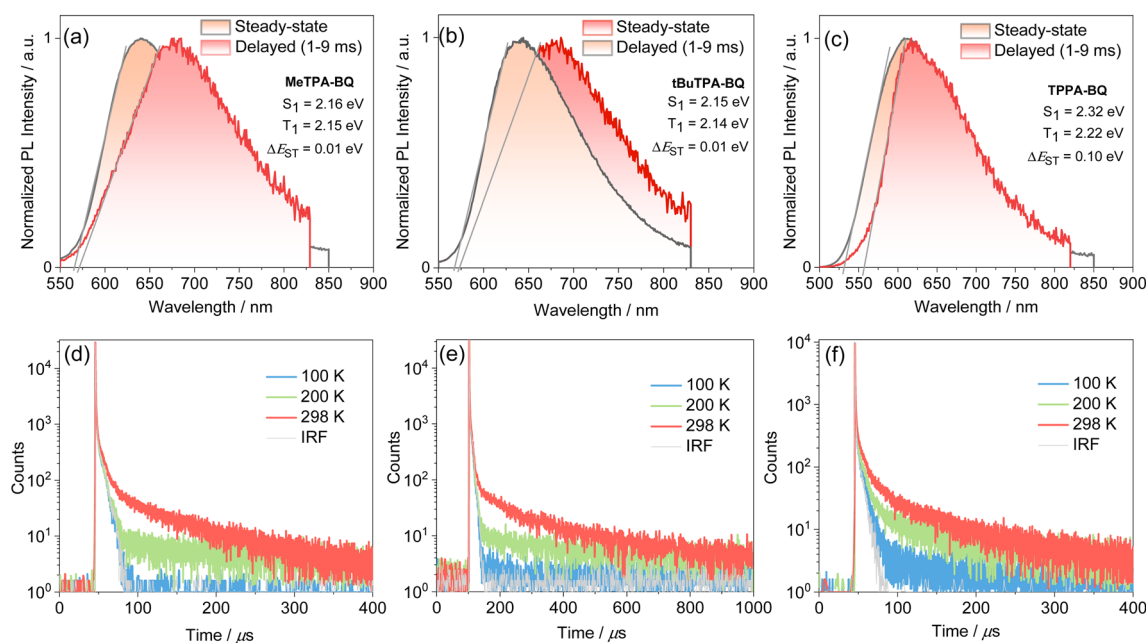 (a)
Steady-state
Delayed (1-9 ms)
MeTPA-BQ
S1 = 2.16 eV
T1 = 2.15 eV
ΔEST = 0.01 eV
Normalized PL Intensity / a.u.
1
0
550 600 650 700 750 800 850 900
Wavelength / nm
(b)
Steady-state
Delayed (1-9 ms)
tBuTPA-BQ
S1 = 2.15 eV
T1 = 2.14 eV
ΔEST = 0.01 eV
Normalized PL Intensity / a.u.
1
0
550 600 650 700 750 800 850 900
Wavelength / nm
(c)
Steady-state
Delayed (1-9 ms)
TPPA-BQ
S1 = 2.32 eV
T1 = 2.22 eV
ΔEST = 0.10 eV
Normalized PL Intensity / a.u.
1
0
500 550 600 650 700 750 800 850 900
Wavelength / nm
(d)
100 K
200 K
298 K
IRF
Counts
10^4
10^3
10^2
10^1
10^0
0 100 200 300 400
Time / μs
(e)
100 K
200 K
298 K
IRF
Counts
10^4
10^3
10^2
10^1
10^0
0 200 400 600 800 1000
Time / μs
(f)
100 K
200 K
298 K
IRF
Counts
10^4
10^3
10^2
10^1
10^0
0 100 200 300 400
Time / μs